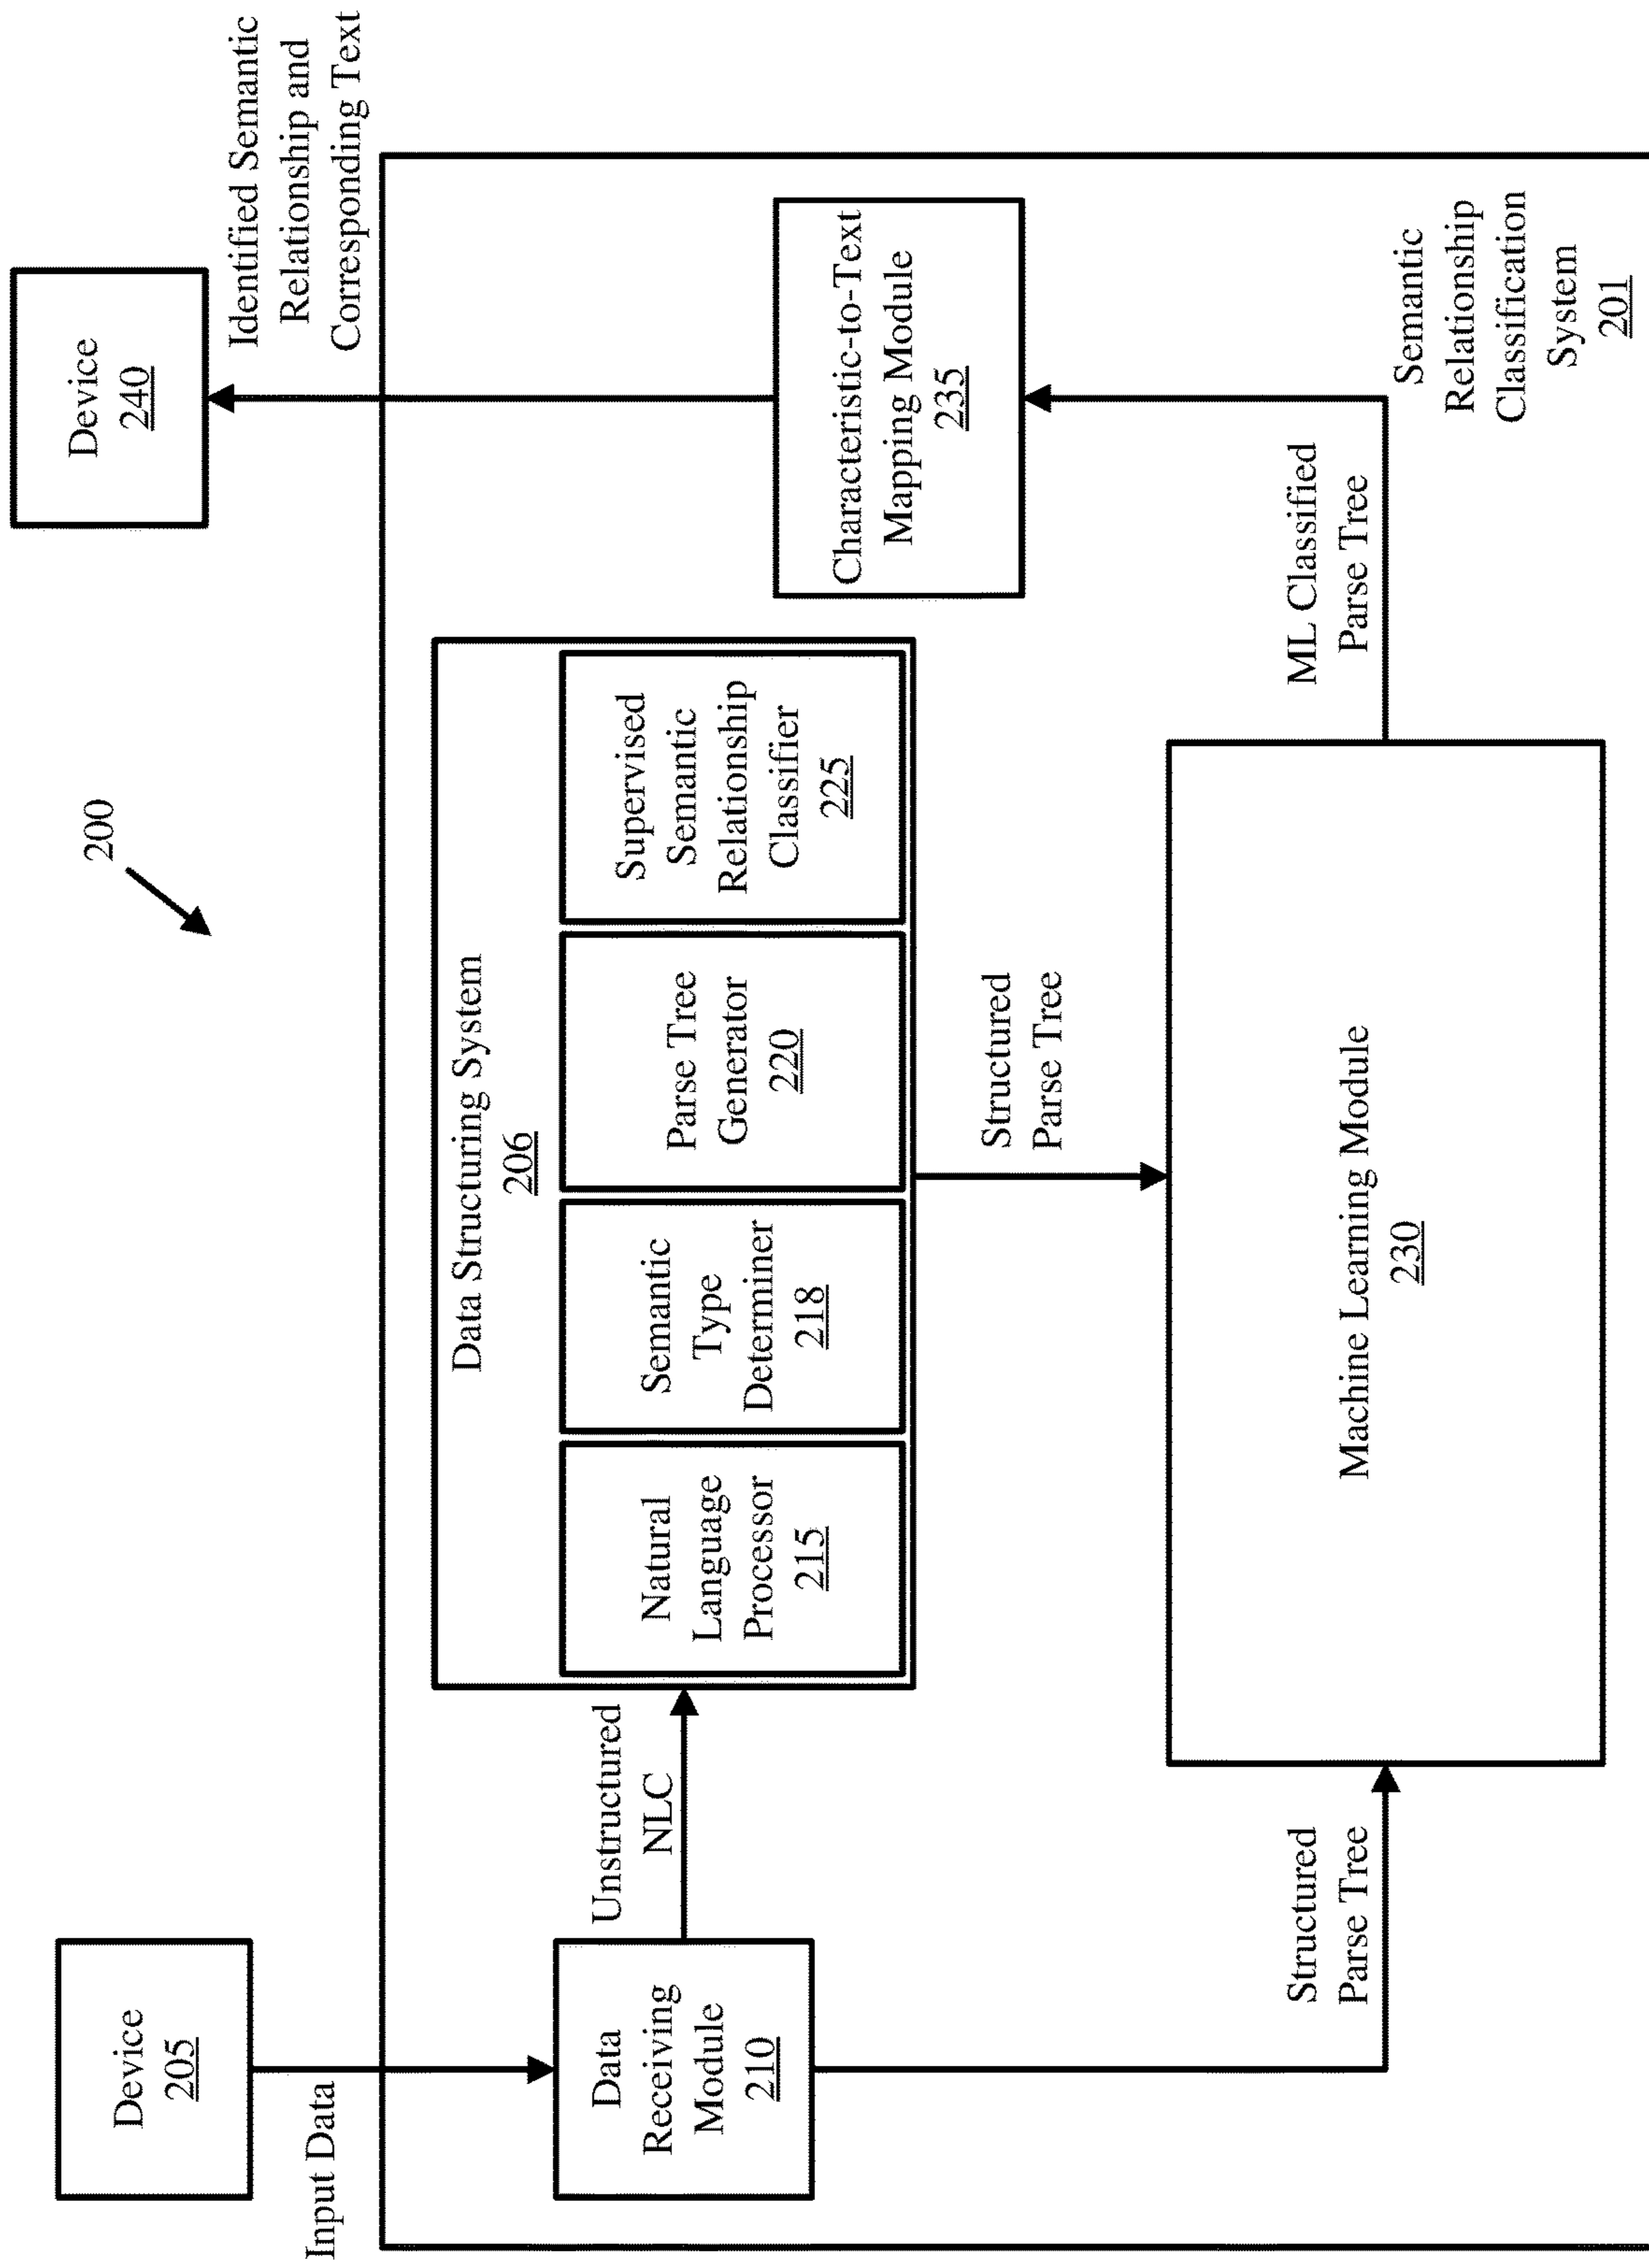 200
Device
205
Input Data
Device
240
Identified Semantic
Relationship and
Corresponding Text
Data
Receiving
Module
210
Unstructured
NLC
Data Structuring System
206
Natural
Language
Processor
215
Semantic
Type
Determiner
218
Parse Tree
Generator
220
Supervised
Semantic
Relationship
Classifier
225
Characteristic-to-Text
Mapping Module
235
Structured
Parse Tree
Structured
Parse Tree
Machine Learning Module
230
ML Classified
Parse Tree
Semantic
Relationship
Classification
System
201